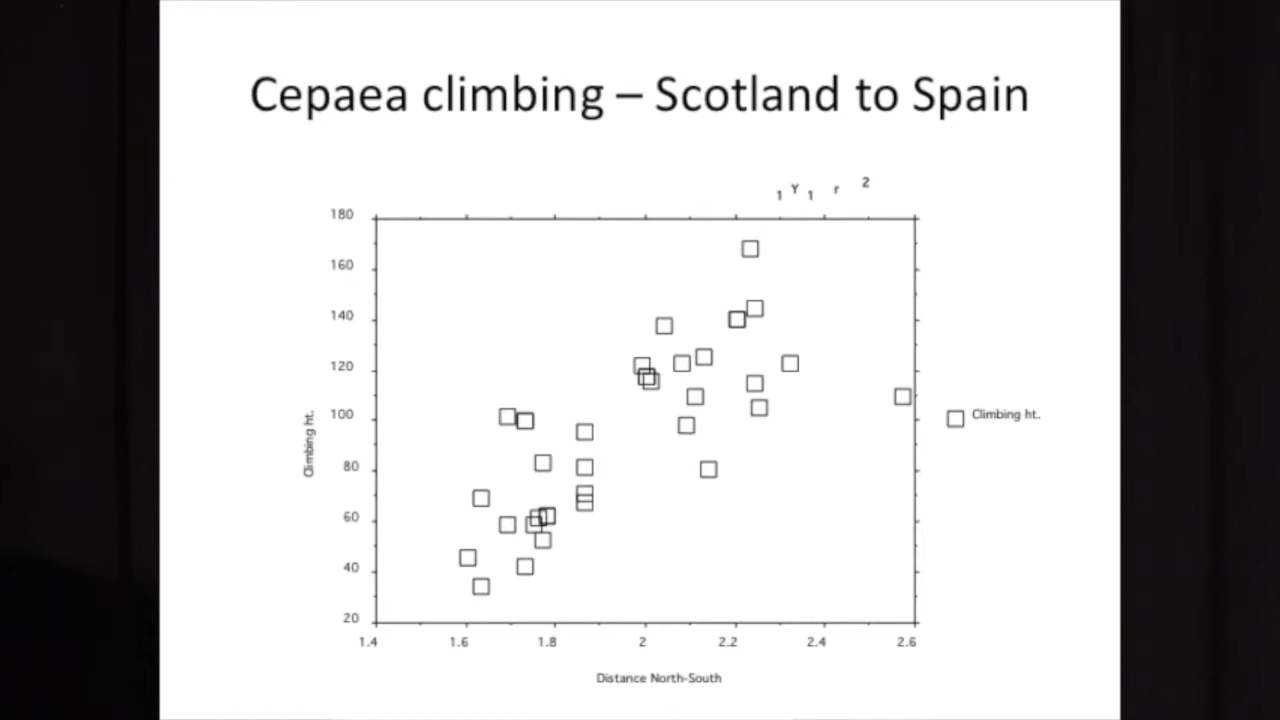 Cepaea climbing – Scotland to Spain
1 Y 1 r 2
180
160
140
120
100
80
60
40
20
Climbing ht.
Climbing ht.
1.4 1.6 1.8 2 2.2 2.4 2.6
Distance North-South